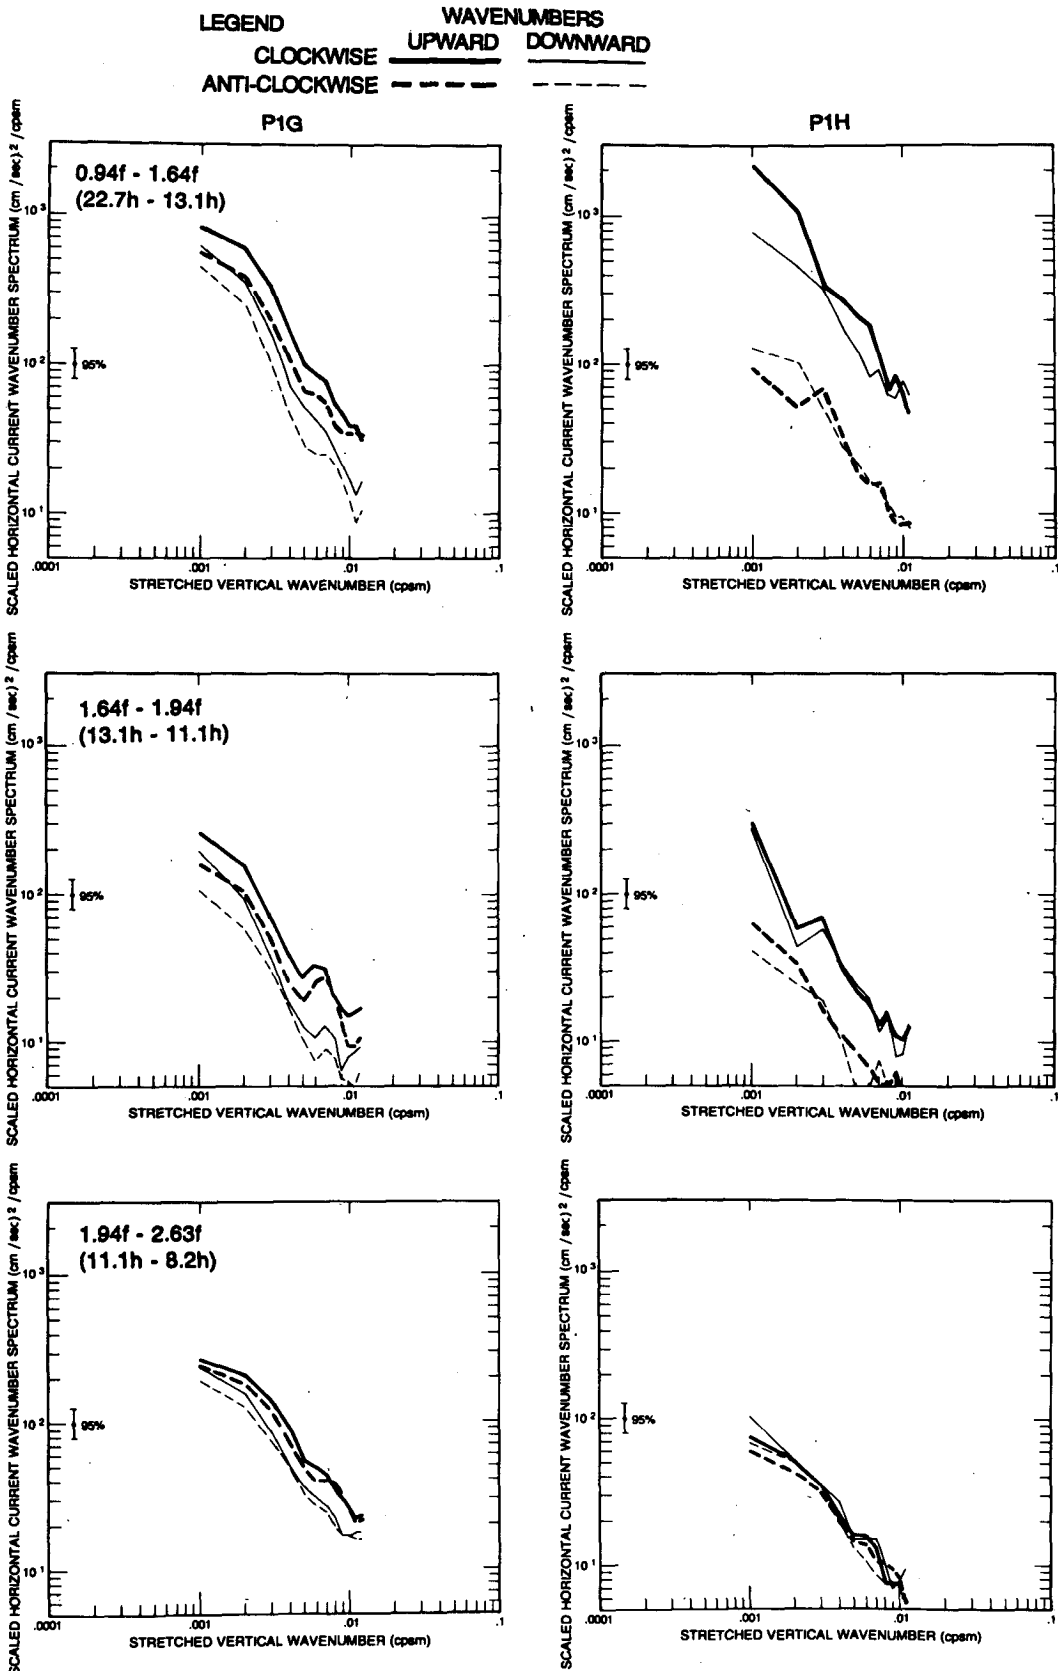 LEGEND
WAVENUMBERS
UPWARD DOWNWARD
CLOCKWISE
ANTI-CLOCKWISE
P1G
SCALED HORIZONTAL CURRENT WAVENUMBER SPECTRUM (cm / sec)² / cpsm
0.94f - 1.64f
(22.7h - 13.1h)
10³
10²
10¹
95%
.0001 .001 .01 .1
STRETCHED VERTICAL WAVENUMBER (cpsm)
P1H
SCALED HORIZONTAL CURRENT WAVENUMBER SPECTRUM (cm / sec)² / cpsm
10³
10²
10¹
95%
.0001 .001 .01 .1
STRETCHED VERTICAL WAVENUMBER (cpsm)
SCALED HORIZONTAL CURRENT WAVENUMBER SPECTRUM (cm / sec)² / cpsm
1.64f - 1.94f
(13.1h - 11.1h)
10³
10²
10¹
95%
.0001 .001 .01 .1
STRETCHED VERTICAL WAVENUMBER (cpsm)
SCALED HORIZONTAL CURRENT WAVENUMBER SPECTRUM (cm / sec)² / cpsm
10³
10²
10¹
95%
.0001 .001 .01 .1
STRETCHED VERTICAL WAVENUMBER (cpsm)
SCALED HORIZONTAL CURRENT WAVENUMBER SPECTRUM (cm / sec)² / cpsm
1.94f - 2.63f
(11.1h - 8.2h)
10³
10²
10¹
95%
.0001 .001 .01 .1
STRETCHED VERTICAL WAVENUMBER (cpsm)
SCALED HORIZONTAL CURRENT WAVENUMBER SPECTRUM (cm / sec)² / cpsm
10³
10²
10¹
95%
.0001 .001 .01 .1
STRETCHED VERTICAL WAVENUMBER (cpsm)